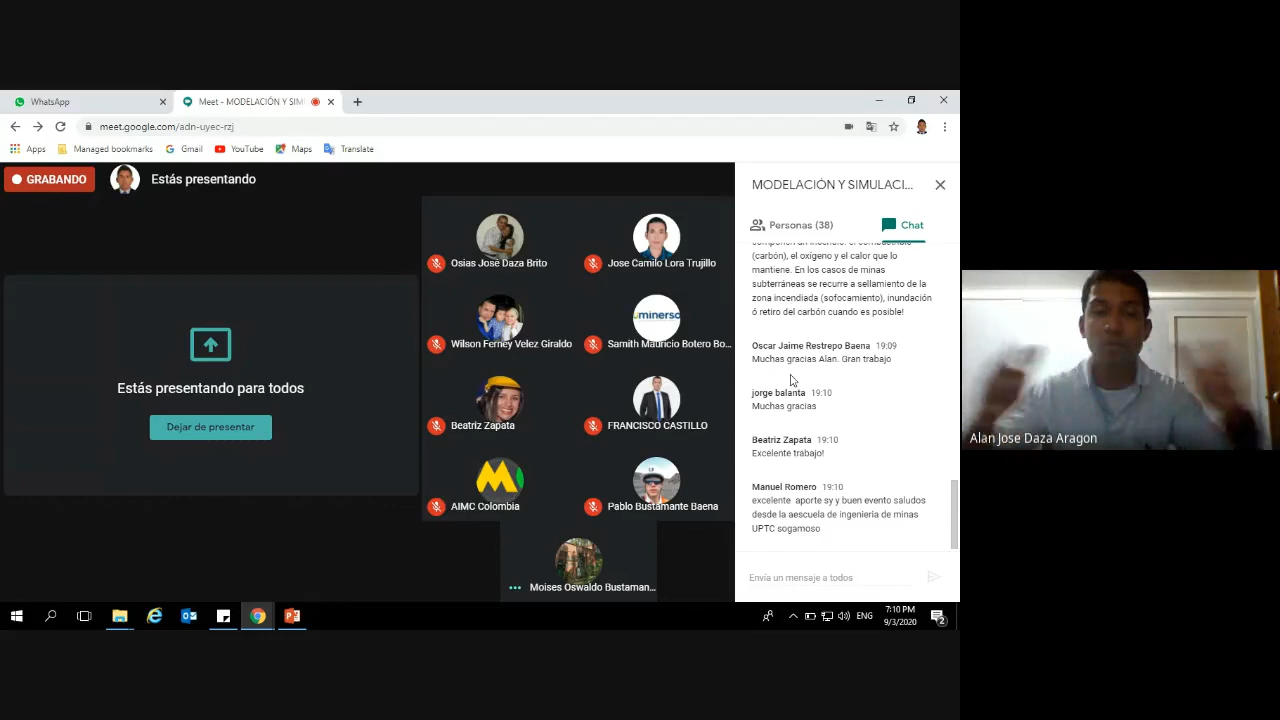 WhatsApp
Meet - MODELACIÓN Y SIM
meet.google.com/adn-uyec-rzj
Apps
Managed bookmarks
Gmail
YouTube
Maps
Translate
GRABANDO
Estás presentando
Estás presentando para todos
Dejar de presentar
Osias José Daza Brito
Jose Camilo Lora Trujillo
Wilson Ferney Velez Giraldo
minerso
Samith Mauricio Botero Bo...
Beatriz Zapata
FRANCISCO CASTILLO
AIMC Colombia
Pablo Bustamante Baena
Moises Oswaldo Bustaman...
MODELACIÓN Y SIMULACI...
Personas (38)
Chat
(carbón), el oxígeno y el calor que lo
mantiene. En los casos de minas
subterráneas se recurre a sellamiento de la
zona incendiada (sofocamiento), inundación
ó retiro del carbón cuando es posible!
Oscar Jaime Restrepo Baena 19:09
Muchas gracias Alan. Gran trabajo
jorge balanta 19:10
Muchas gracias
Beatriz Zapata 19:10
Excelente trabajo!
Manuel Romero 19:10
excelente aporte sy y buen evento saludos
desde la aescuela de ingenieria de minas
UPTC sogamoso
Envía un mensaje a todos
Alan Jose Daza Aragon
ENG
7:10 PM
9/3/2020
2